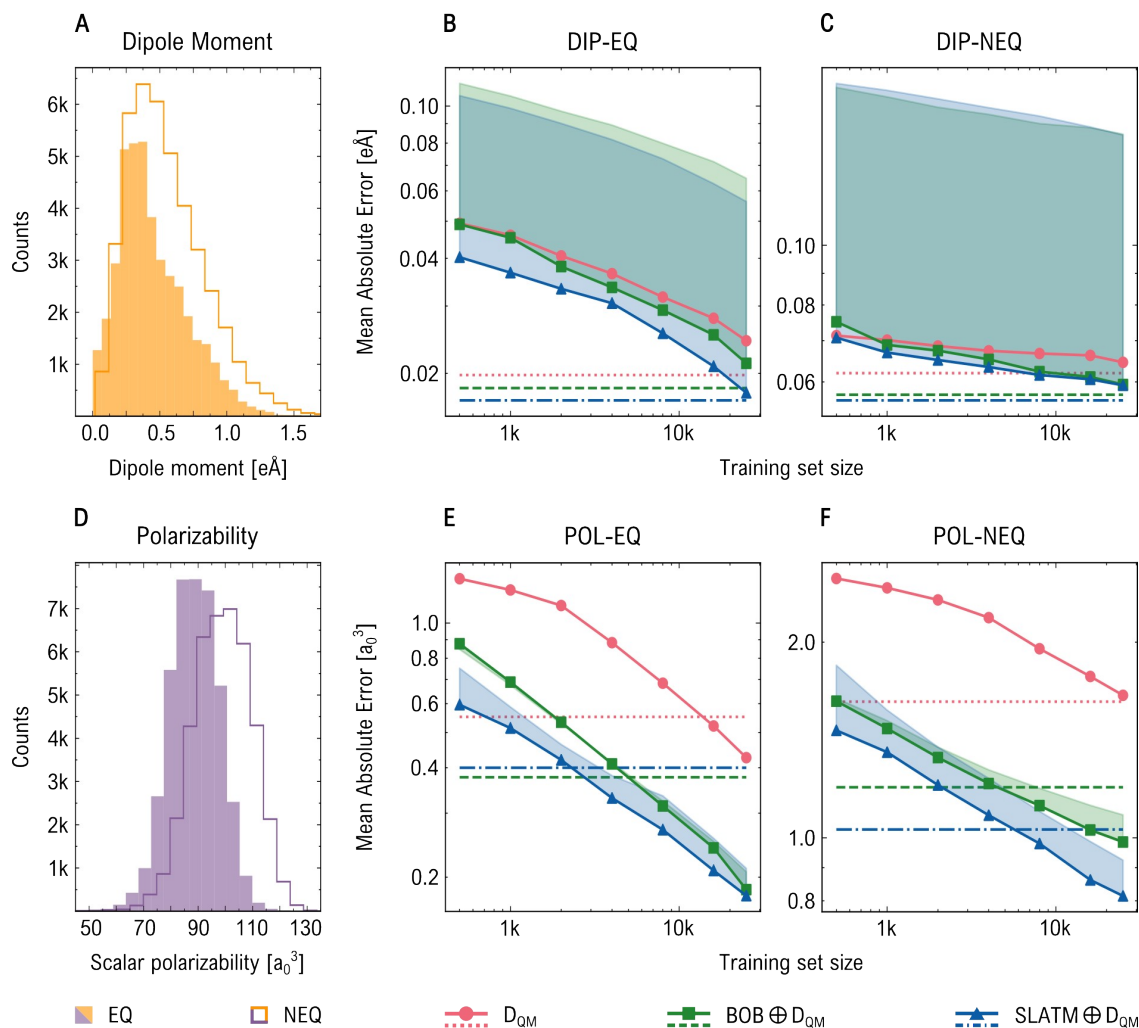 A
Dipole Moment
6k
5k
4k
3k
2k
1k
Counts
0.0 0.5 1.0 1.5
Dipole moment [eÅ]
B
DIP-EQ
0.10
0.08
0.06
0.04
0.02
Mean Absolute Error [eÅ]
1k 10k
C
DIP-NEQ
0.10
0.08
0.06
1k 10k
Training set size
D
Polarizability
7k
6k
5k
4k
3k
2k
1k
Counts
50 70 90 110 130
Scalar polarizability [a₀³]
E
POL-EQ
1.0
0.8
0.6
0.4
0.2
Mean Absolute Error [a₀³]
1k 10k
F
POL-NEQ
2.0
1.0
0.8
1k 10k
Training set size
EQ NEQ D_QM BOB ⊕ D_QM SLATM ⊕ D_QM